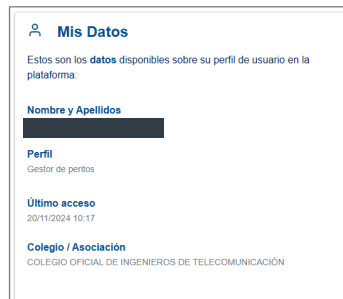 Mis Datos
Estos son los datos disponibles sobre su perfil de usuario en la
plataforma:
Nombre y Apellidos
Perfil
Gestor de peritos
Último acceso
20/11/2024 10:17
Colegio / Asociación
COLEGIO OFICIAL DE INGENIEROS DE TELECOMUNICACIÓN